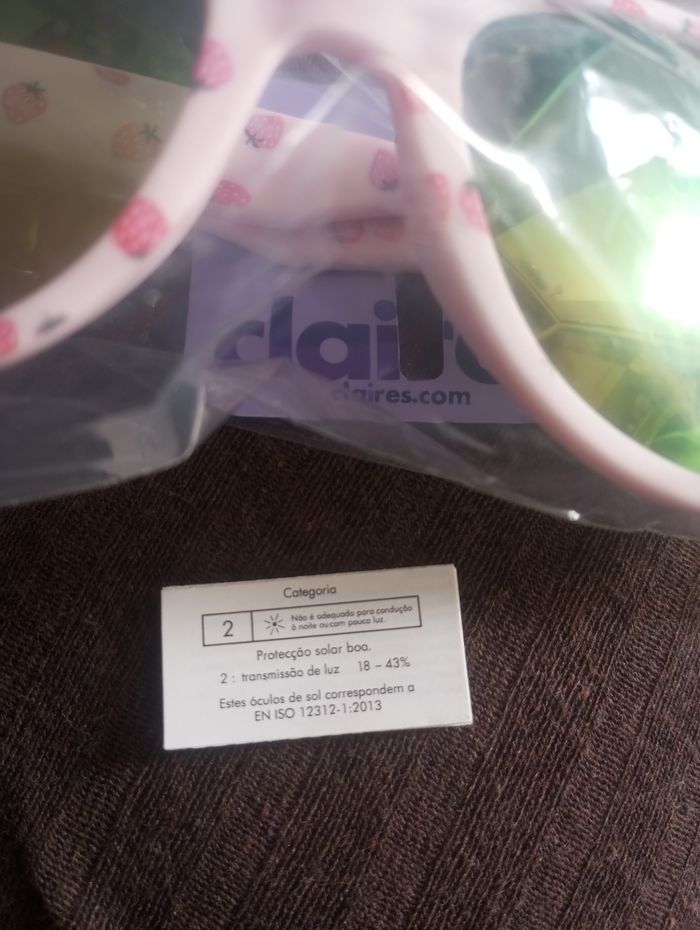 claires.com
Categoria
2
Não é adequado para condução
à noite ou com pouca luz.
Protecção solar boa.
2 : transmissão de luz 18 – 43%
Estes óculos de sol correspondem a
EN ISO 12312-1:2013